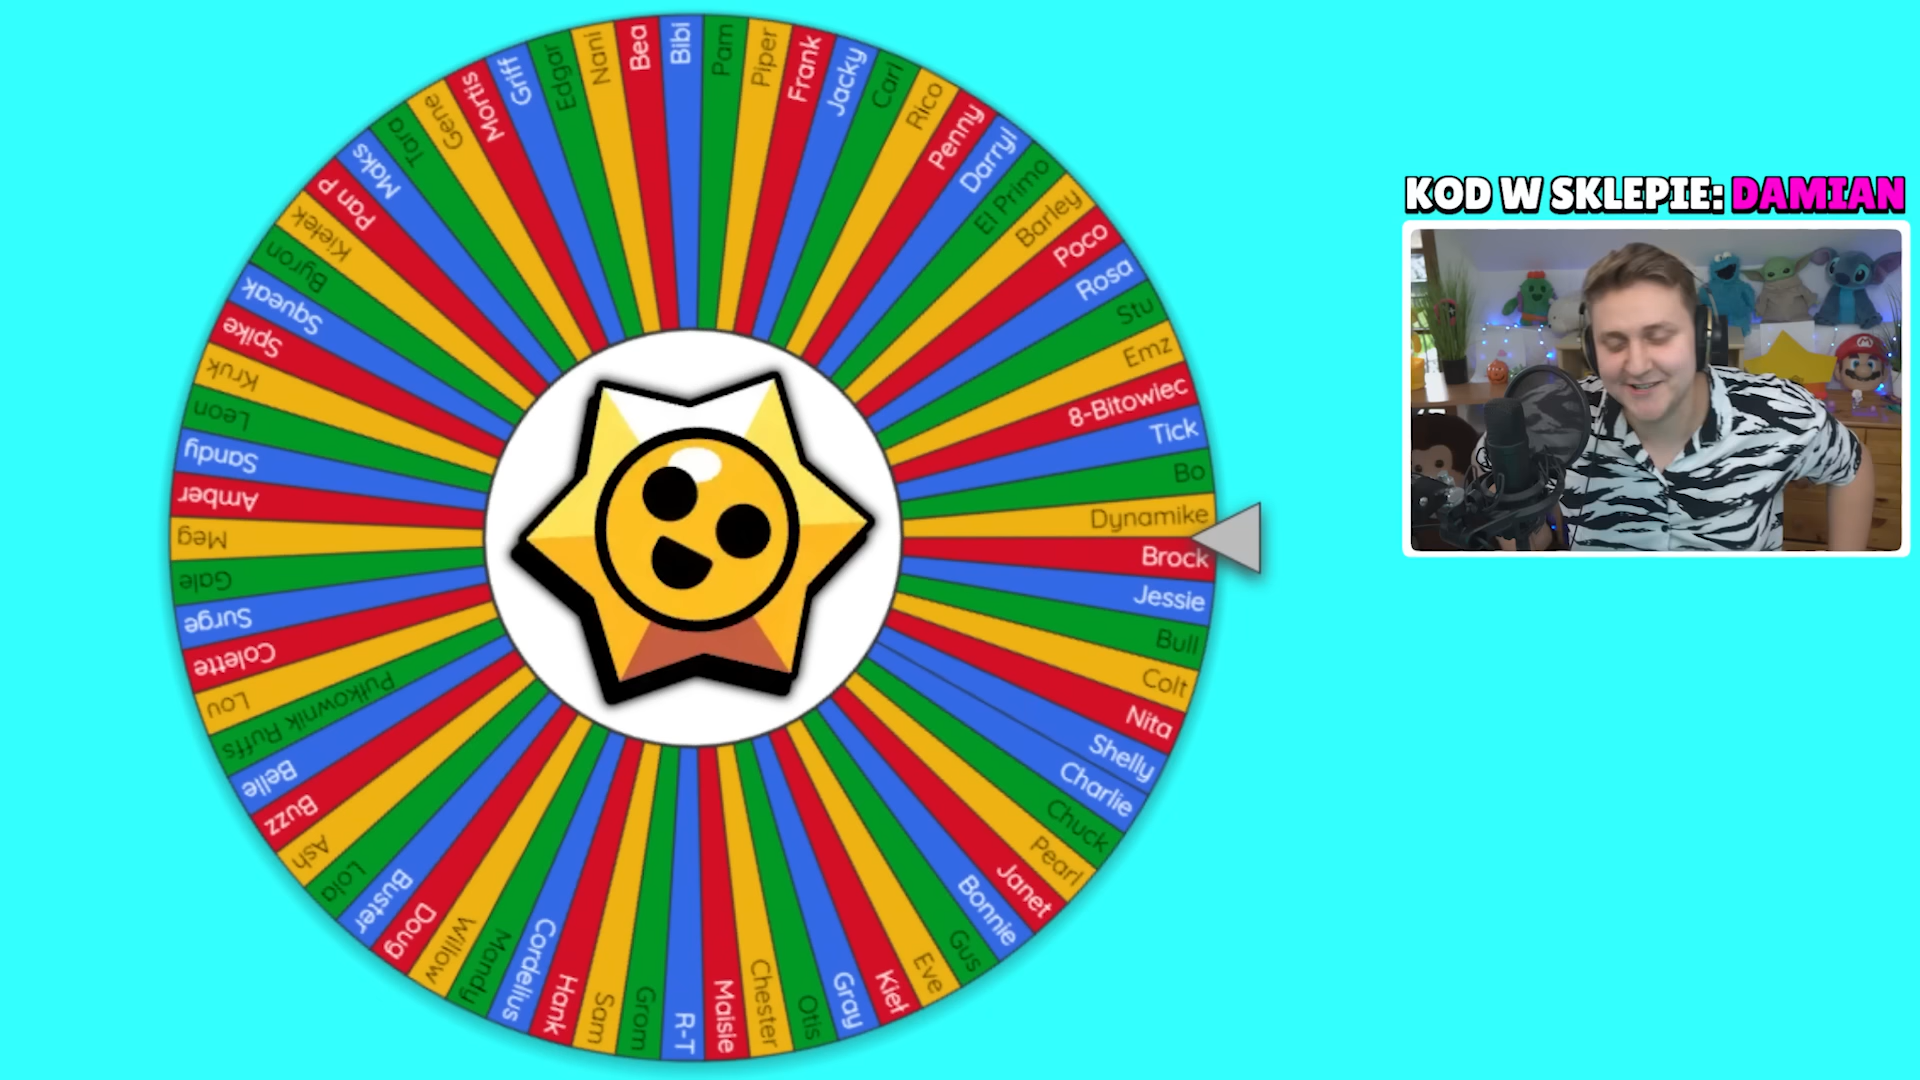 KOD W SKLEPIE: DAMIAN
Bibi
Pam
Piper
Frank
Jacky
Carl
Rico
Penny
Darryl
El Primo
Barley
Poco
Rosa
Stu
Emz
8-Bitowiec
Tick
Bo
Dynamike
Brock
Jessie
Bull
Colt
Nita
Shelly
Charlie
Chuck
Pearl
Janet
Bonnie
Gus
Eve
Kieł
Gray
Otis
Chester
Maisie
R-T
Grom
Sam
Hank
Cordelius
Mandy
Willow
Doug
Buster
Lola
Ash
Buzz
Belle
Pułkownik Ruffs
Lou
Colette
Surge
Gale
Meg
Amber
Sandy
Leon
Kruk
Spike
Squeak
Byron
Kiełek
Pan P
Maks
Tara
Gene
Mortis
Griff
Edgar
Nani
Bea